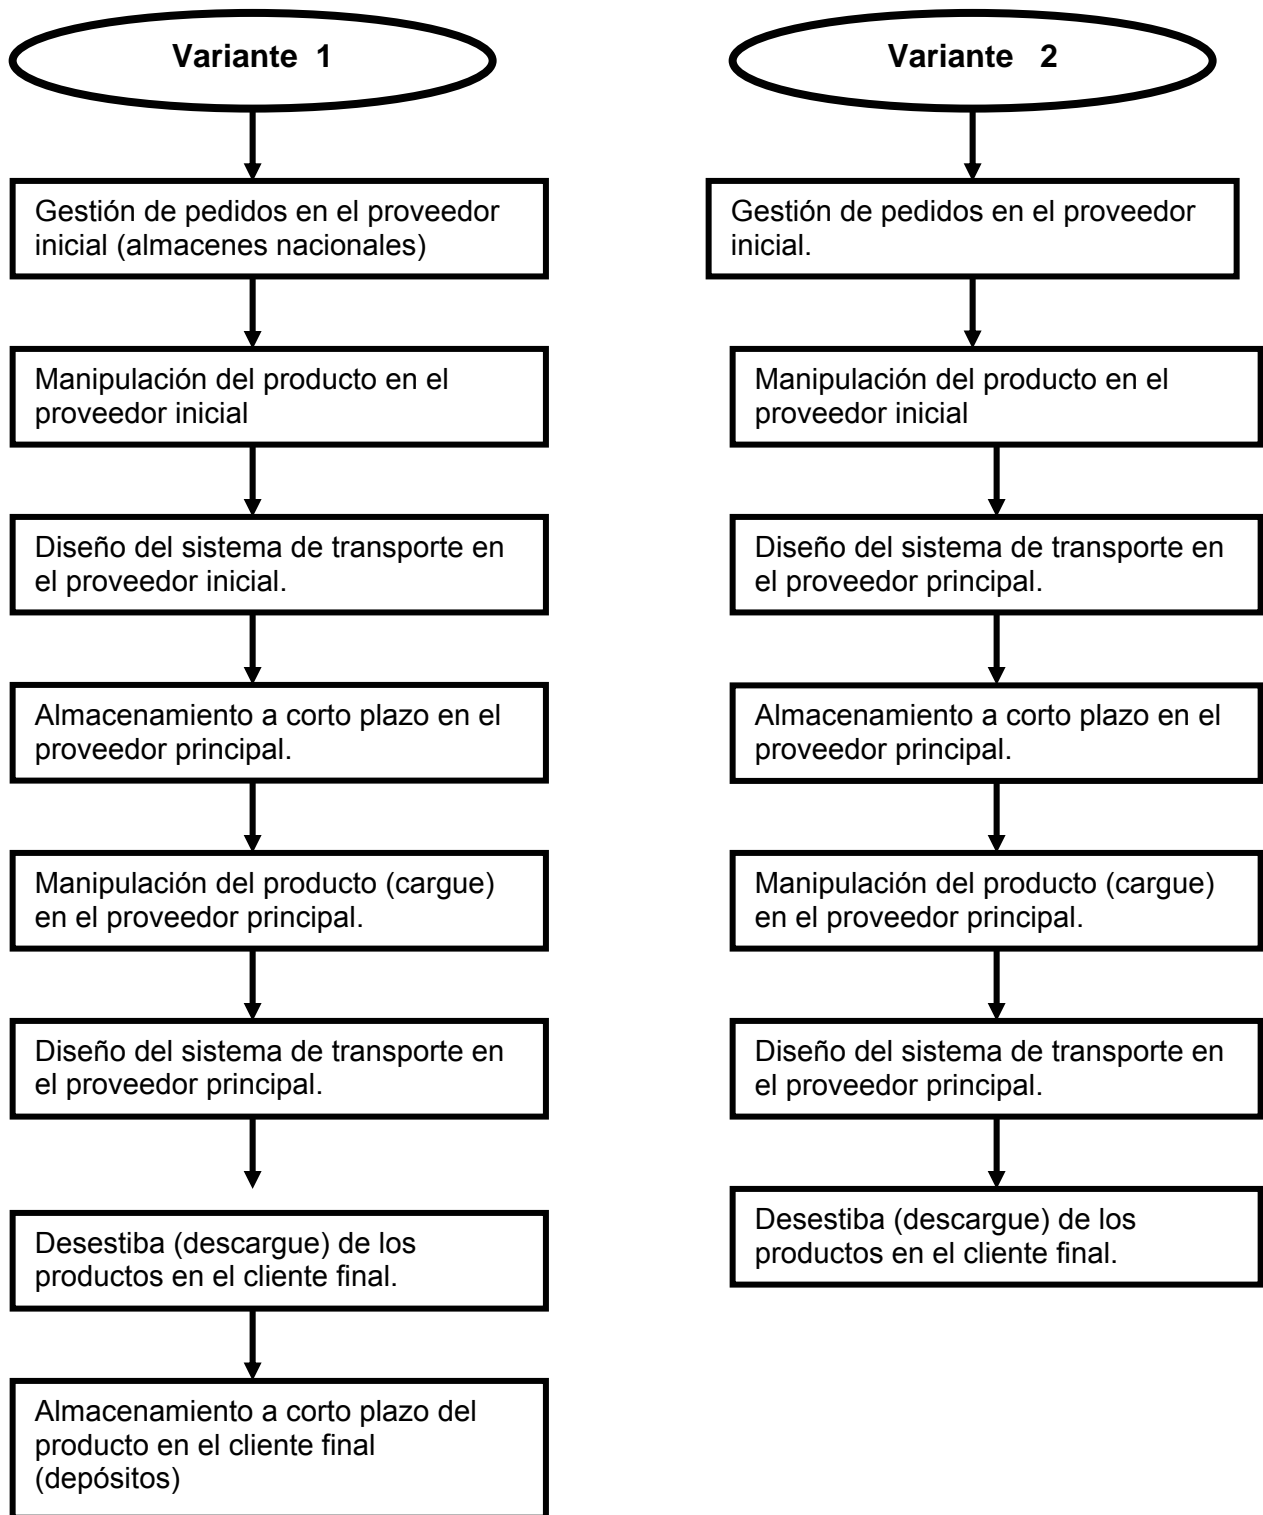 Variante 1
Gestión de pedidos en el proveedor
inicial (almacenes nacionales)
Manipulación del producto en el
proveedor inicial
Diseño del sistema de transporte en
el proveedor inicial.
Almacenamiento a corto plazo en el
proveedor principal.
Manipulación del producto (cargue)
en el proveedor principal.
Diseño del sistema de transporte en
el proveedor principal.
Desestiba (descargue) de los
productos en el cliente final.
Almacenamiento a corto plazo del
producto en el cliente final
(depósitos)
Variante 2
Gestión de pedidos en el proveedor
inicial.
Manipulación del producto en el
proveedor inicial
Diseño del sistema de transporte en
el proveedor principal.
Almacenamiento a corto plazo en el
proveedor principal.
Manipulación del producto (cargue)
en el proveedor principal.
Diseño del sistema de transporte en
el proveedor principal.
Desestiba (descargue) de los
productos en el cliente final.